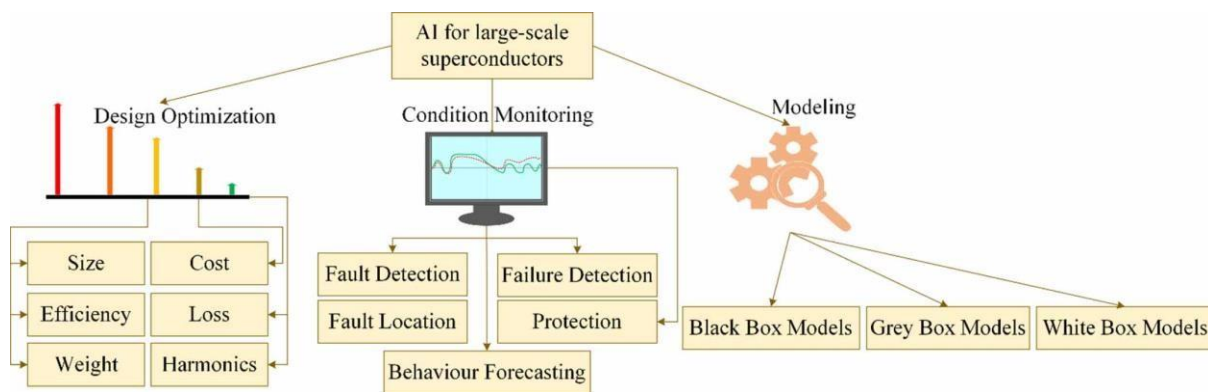 AI for large-scale
superconductors
Design Optimization
Condition Monitoring
Modeling
Size
Cost
Efficiency
Loss
Weight
Harmonics
Fault Detection
Failure Detection
Fault Location
Protection
Behaviour Forecasting
Black Box Models
Grey Box Models
White Box Models